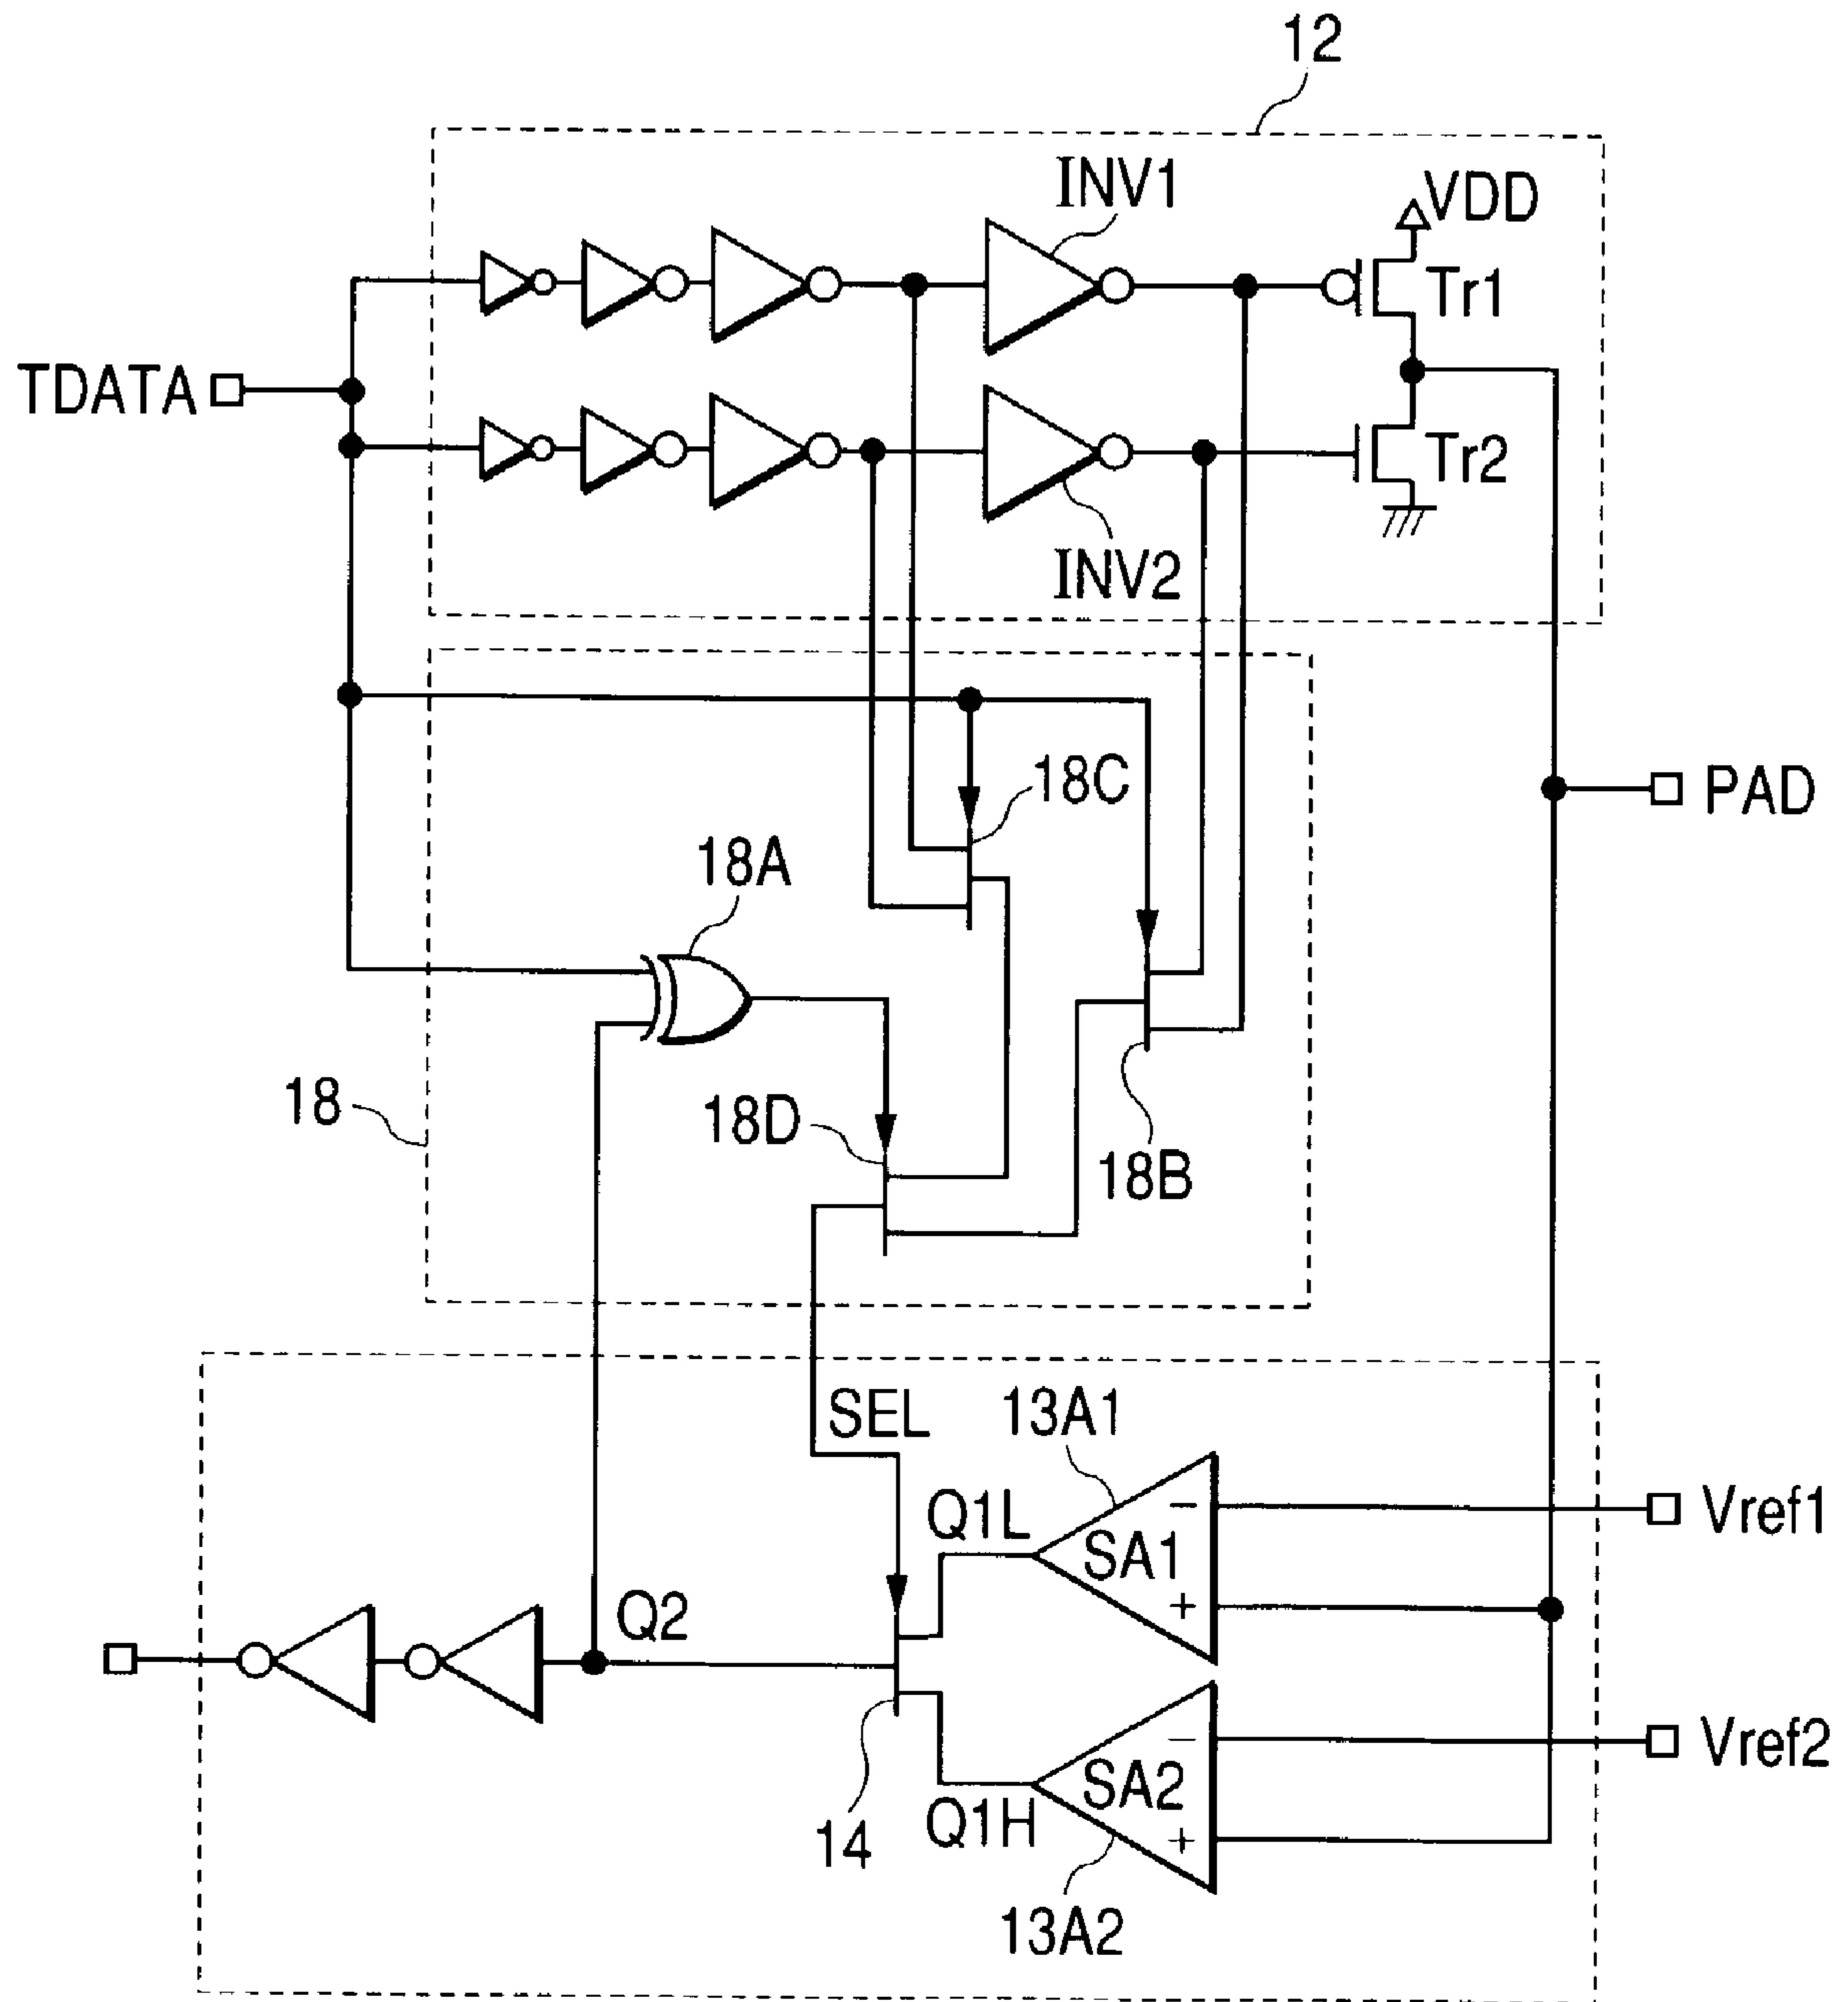 12
INV1
VDD
Tr1
TDATA
Tr2
INV2
18C
PAD
18A
18
18D
18B
SEL
13A1
Q1L
SA1
Vref1
Q2
14
Q1H
SA2
Vref2
13A2